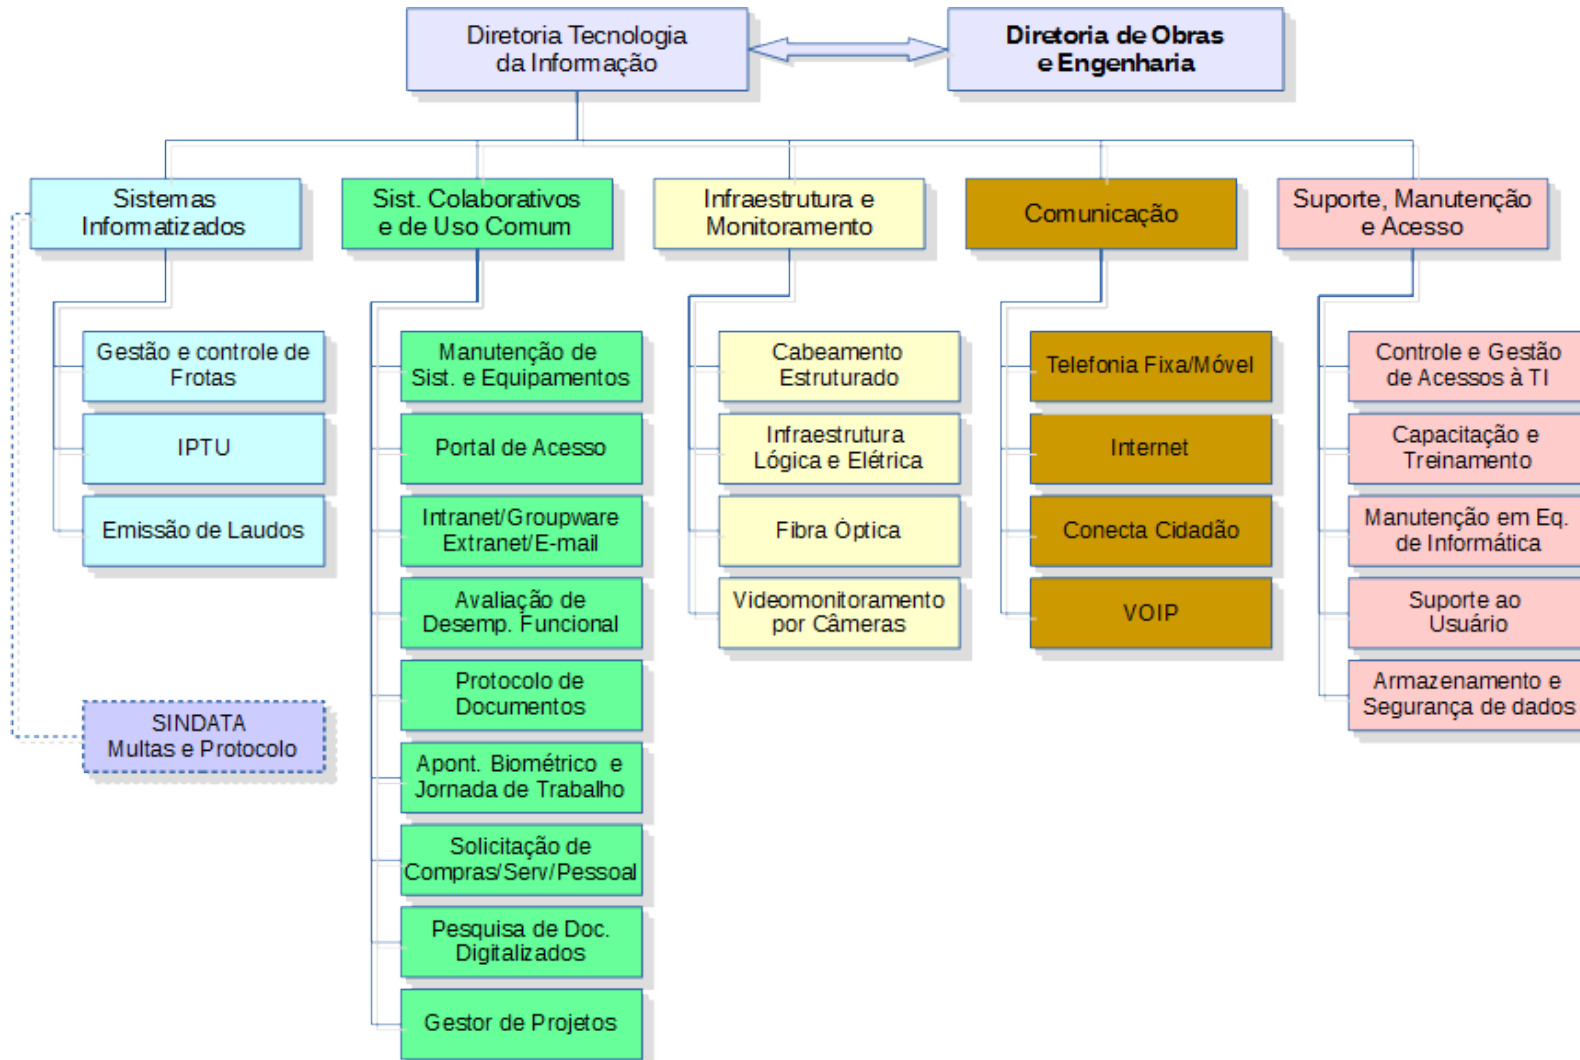 Diretoria Tecnologia
da Informação
Diretoria de Obras
e Engenharia
Sistemas
Informatizados
Sist. Colaborativos
e de Uso Comum
Infraestrutura e
Monitoramento
Comunicação
Suporte, Manutenção
e Acesso
Gestão e controle de
Frotas
IPTU
Emissão de Laudos
SINDATA
Multas e Protocolo
Manutenção de
Sist. e Equipamentos
Portal de Acesso
Intranet/Groupware
Extranet/E-mail
Avaliação de
Desemp. Funcional
Protocolo de
Documentos
Apont. Biométrico e
Jornada de Trabalho
Solicitação de
Compras/Serv/Pessoal
Pesquisa de Doc.
Digitalizados
Gestor de Projetos
Cabeamento
Estruturado
Infraestrutura
Lógica e Elétrica
Fibra Óptica
Videomonitoramento
por Câmeras
Telefonia Fixa/Móvel
Internet
Conecta Cidadão
VOIP
Controle e Gestão
de Acessos à TI
Capacitação e
Treinamento
Manutenção em Eq.
de Informática
Suporte ao
Usuário
Armazenamento e
Segurança de dados